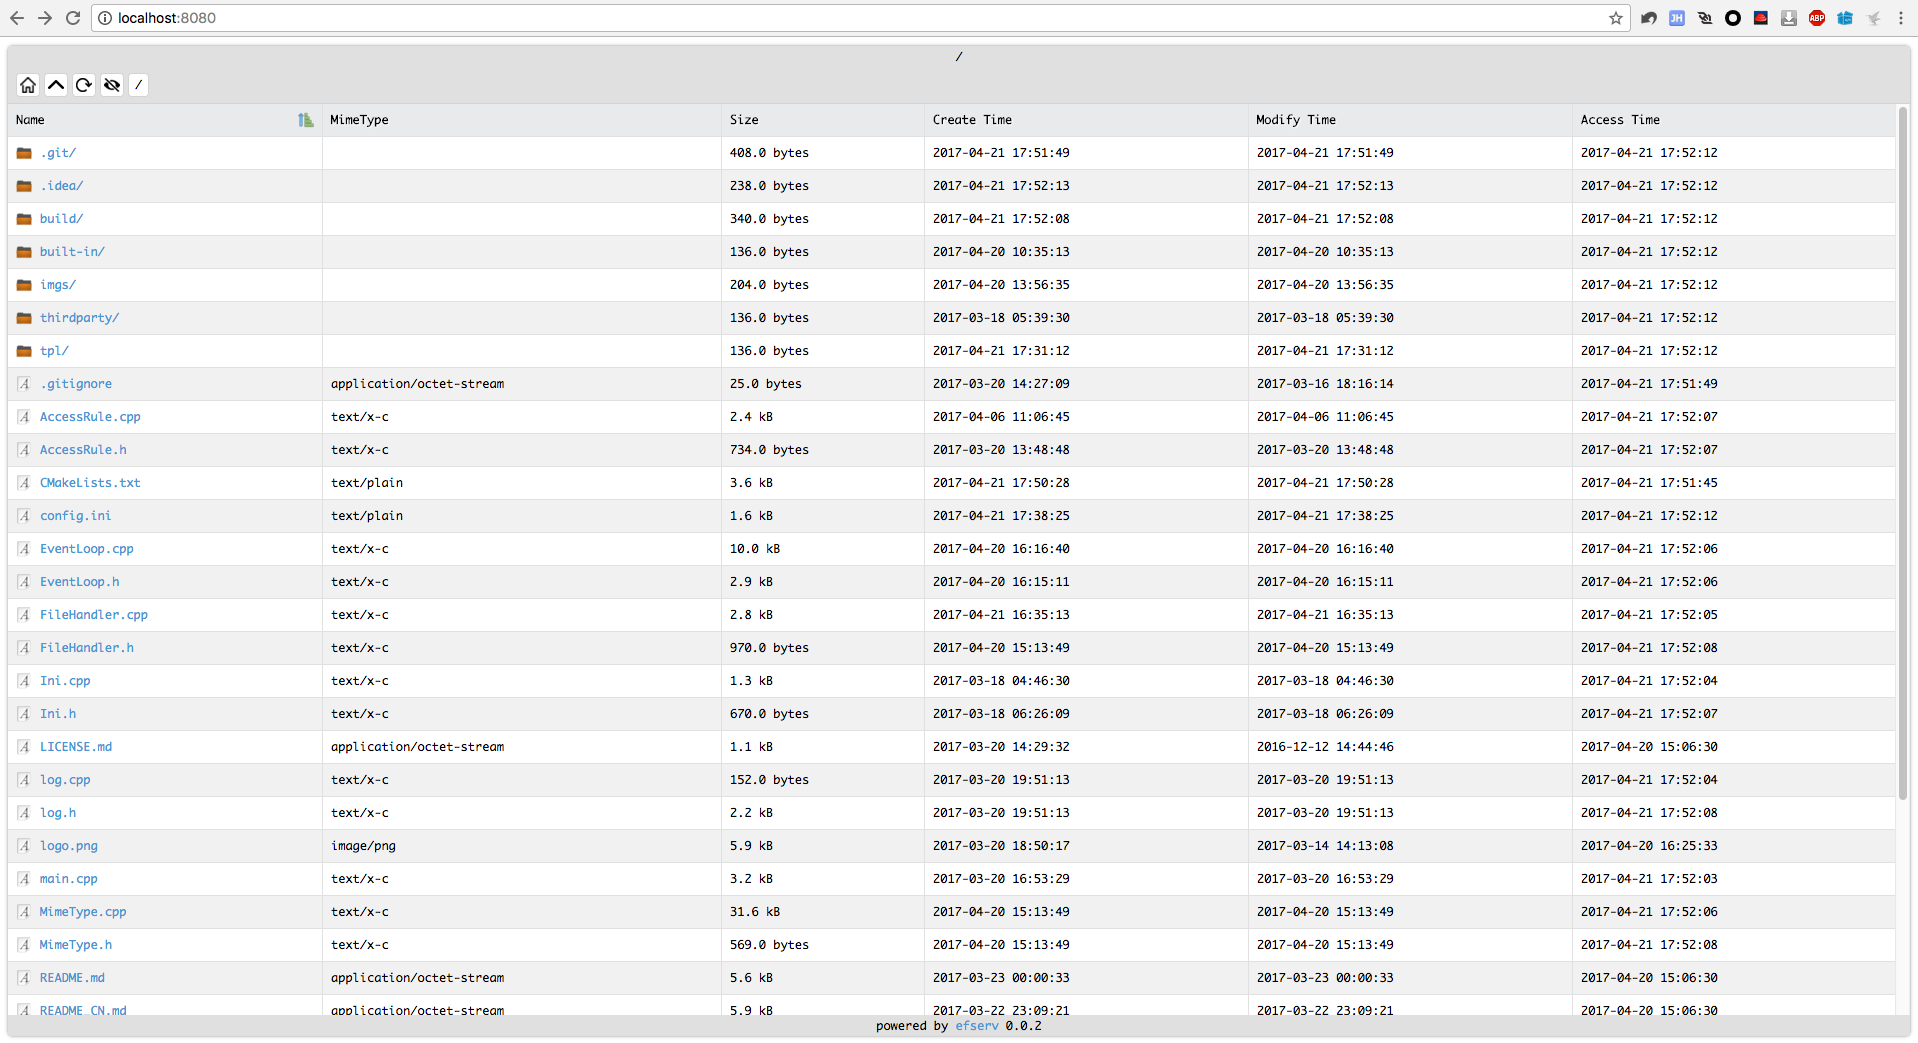 localhost:8080
JH
ABP
/
/
Name MimeType Size Create Time Modify Time Access Time
.git/ 408.0 bytes 2017-04-21 17:51:49 2017-04-21 17:51:49 2017-04-21 17:52:12
.idea/ 238.0 bytes 2017-04-21 17:52:13 2017-04-21 17:52:13 2017-04-21 17:52:12
build/ 340.0 bytes 2017-04-21 17:52:08 2017-04-21 17:52:08 2017-04-21 17:52:12
built-in/ 136.0 bytes 2017-04-20 10:35:13 2017-04-20 10:35:13 2017-04-21 17:52:12
imgs/ 204.0 bytes 2017-04-20 13:56:35 2017-04-20 13:56:35 2017-04-21 17:52:12
thirdparty/ 136.0 bytes 2017-03-18 05:39:30 2017-03-18 05:39:30 2017-04-21 17:52:12
tpl/ 136.0 bytes 2017-04-21 17:31:12 2017-04-21 17:31:12 2017-04-21 17:52:12
.gitignore application/octet-stream 25.0 bytes 2017-03-20 14:27:09 2017-03-16 18:16:14 2017-04-21 17:51:49
AccessRule.cpp text/x-c 2.4 kB 2017-04-06 11:06:45 2017-04-06 11:06:45 2017-04-21 17:52:07
AccessRule.h text/x-c 734.0 bytes 2017-03-20 13:48:48 2017-03-20 13:48:48 2017-04-21 17:52:07
CMakeLists.txt text/plain 3.6 kB 2017-04-21 17:50:28 2017-04-21 17:50:28 2017-04-21 17:51:45
config.ini text/plain 1.6 kB 2017-04-21 17:38:25 2017-04-21 17:38:25 2017-04-21 17:52:12
EventLoop.cpp text/x-c 10.0 kB 2017-04-20 16:16:40 2017-04-20 16:16:40 2017-04-21 17:52:06
EventLoop.h text/x-c 2.9 kB 2017-04-20 16:15:11 2017-04-20 16:15:11 2017-04-21 17:52:06
FileHandler.cpp text/x-c 2.8 kB 2017-04-21 16:35:13 2017-04-21 16:35:13 2017-04-21 17:52:05
FileHandler.h text/x-c 970.0 bytes 2017-04-20 15:13:49 2017-04-20 15:13:49 2017-04-21 17:52:08
Ini.cpp text/x-c 1.3 kB 2017-03-18 04:46:30 2017-03-18 04:46:30 2017-04-21 17:52:04
Ini.h text/x-c 670.0 bytes 2017-03-18 06:26:09 2017-03-18 06:26:09 2017-04-21 17:52:07
LICENSE.md application/octet-stream 1.1 kB 2017-03-20 14:29:32 2016-12-12 14:44:46 2017-04-20 15:06:30
log.cpp text/x-c 152.0 bytes 2017-03-20 19:51:13 2017-03-20 19:51:13 2017-04-21 17:52:04
log.h text/x-c 2.2 kB 2017-03-20 19:51:13 2017-03-20 19:51:13 2017-04-21 17:52:08
logo.png image/png 5.9 kB 2017-03-20 18:50:17 2017-03-14 14:13:08 2017-04-20 16:25:33
main.cpp text/x-c 3.2 kB 2017-03-20 16:53:29 2017-03-20 16:53:29 2017-04-21 17:52:03
MimeType.cpp text/x-c 31.6 kB 2017-04-20 15:13:49 2017-04-20 15:13:49 2017-04-21 17:52:06
MimeType.h text/x-c 569.0 bytes 2017-04-20 15:13:49 2017-04-20 15:13:49 2017-04-21 17:52:08
README.md application/octet-stream 5.6 kB 2017-03-23 00:00:33 2017-03-23 00:00:33 2017-04-20 15:06:30
README_CN.md application/octet-stream 5.9 kB 2017-03-22 23:09:21 2017-03-22 23:09:21 2017-04-20 15:06:30
powered by efserv 0.0.2